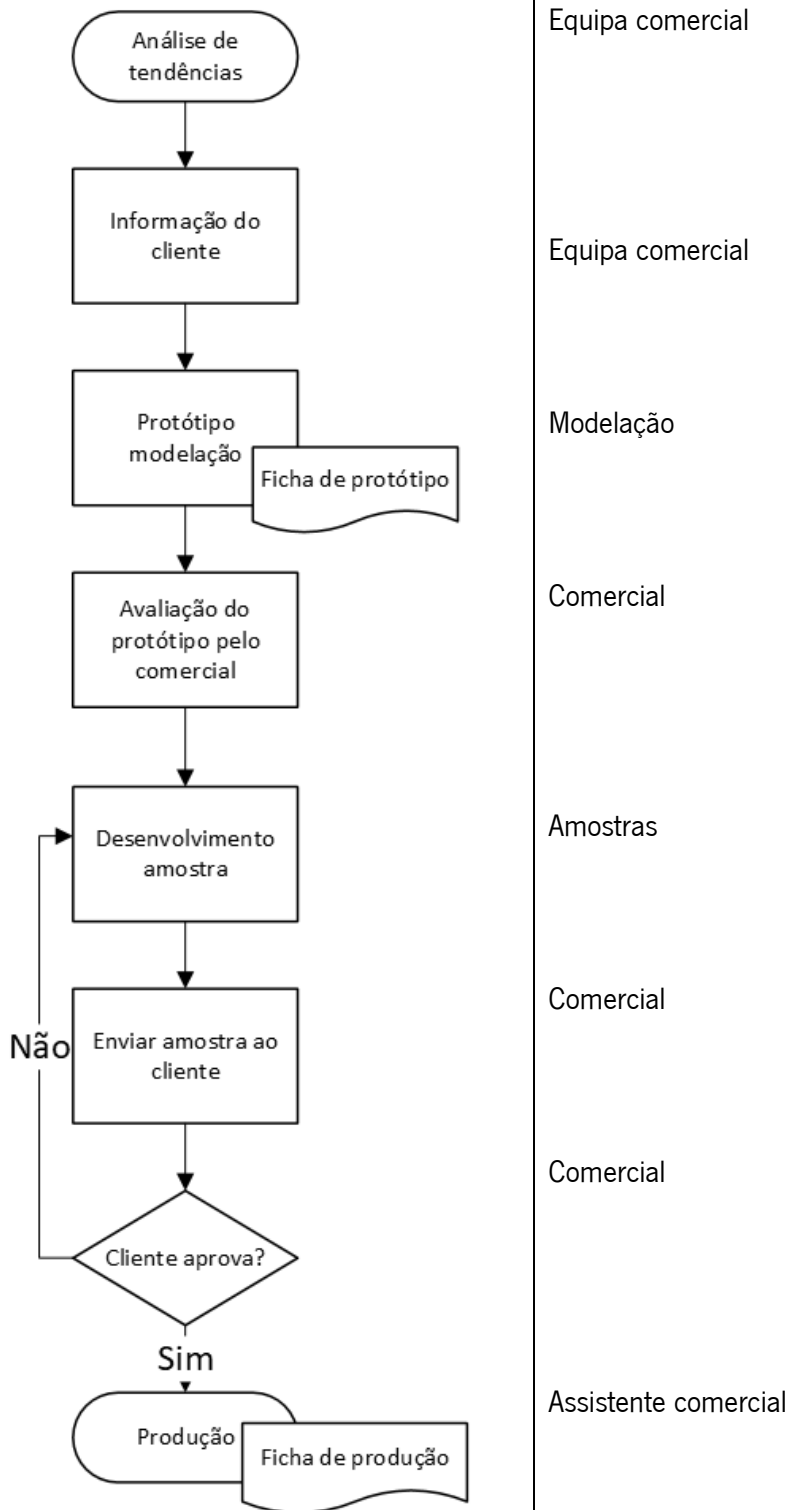 Análise de
tendências
Equipa comercial
Informação do
cliente
Equipa comercial
Protótipo
modelação
Ficha de protótipo
Modelação
Avaliação do
protótipo pelo
comercial
Comercial
Desenvolvimento
amostra
Amostras
Enviar amostra ao
cliente
Comercial
Não
Cliente aprova?
Comercial
Sim
Produção
Ficha de produção
Assistente comercial